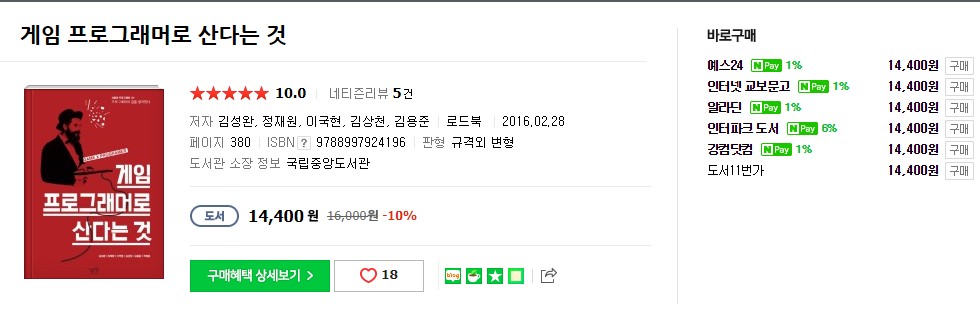 게임 프로그래머로 산다는 것
게임
프로그래머로
산다는 것
10.0 네티즌리뷰 5건
저자 김성완, 정재원, 이국현, 김상천, 김용준 로드북 2016.02.28
페이지 380 ISBN ? 9788997924196 판형 규격외 변형
도서관 소장 정보 국립중앙도서관
도서 14,400원 16,000원 -10%
구매혜택 상세보기 >
18
blog
바로구매
예스24 N Pay 1% 14,400원 구매
인터넷 교보문고 N Pay 1% 14,400원 구매
알라딘 N Pay 1% 14,400원 구매
인터파크 도서 N Pay 6% 14,400원 구매
강컴닷컴 N Pay 1% 14,400원 구매
도서11번가 14,400원 구매